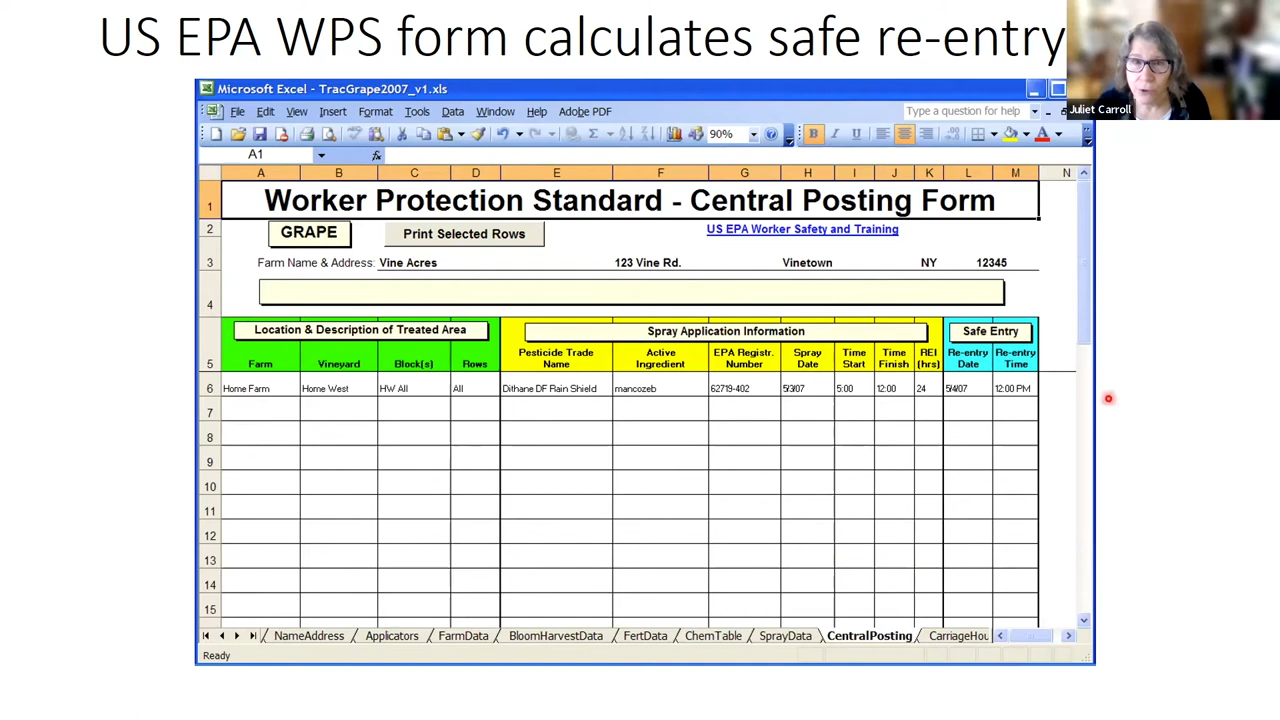 US EPA WPS form calculates safe re-entry
Juliet Carroll
Microsoft Excel - TracGrape2007_v1.xls
File Edit View Insert Format Tools Data Window Help Adobe PDF Type a question for help
90% B I U A
A1 fx
A B C D E F G H I J K L M N
1 Worker Protection Standard - Central Posting Form
2 GRAPE Print Selected Rows US EPA Worker Safety and Training
3 Farm Name & Address: Vine Acres 123 Vine Rd. Vinetown NY 12345
4
Location & Description of Treated Area Spray Application Information Safe Entry
Pesticide Trade Active EPA Registr. Spray Time Time REI Re-entry Re-entry
5 Farm Vineyard Block(s) Rows Name Ingredient Number Date Start Finish (hrs) Date Time
6 Home Farm Home West HW All All Dithane DF Rain Shield mancozeb 62719-402 5/3/07 5:00 12:00 24 5/4/07 12:00 PM
7
8
9
10
11
12
13
14
15
NameAddress Applicators FarmData BloomHarvestData FertData ChemTable SprayData CentralPosting CarriageHou
Ready